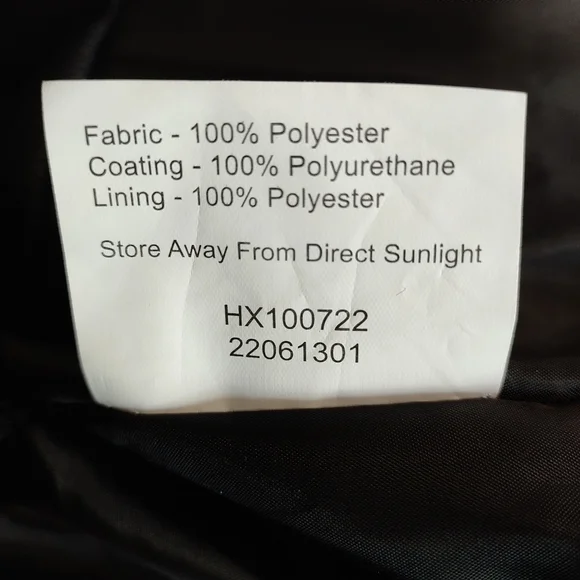 Fabric - 100% Polyester
Coating - 100% Polyurethane
Lining - 100% Polyester
Store Away From Direct Sunlight
HX100722
22061301